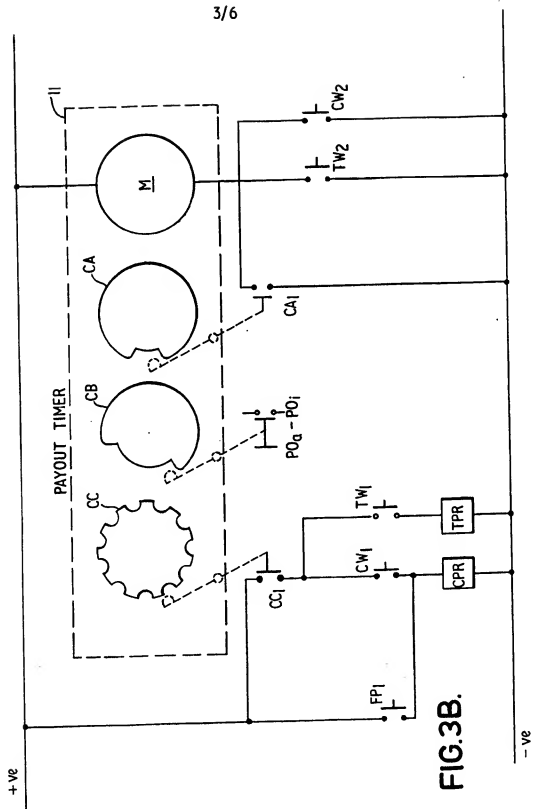 3/6
+ve
PAYOUT TIMER
11
CC
CB
CA
M
CC1
POa - POi
CA1
TW2
CW2
FP1
CW1
TW1
CPR
TPR
-ve
FIG.3B.